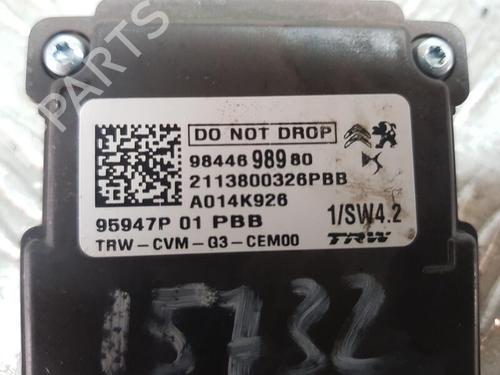 PARTS
DO NOT DROP
98446 989 80
2113800326PBB
A014K926
95947P 01 PBB
1/SW4.2
TRW-CVM-G3-CEM00
TRW
15732